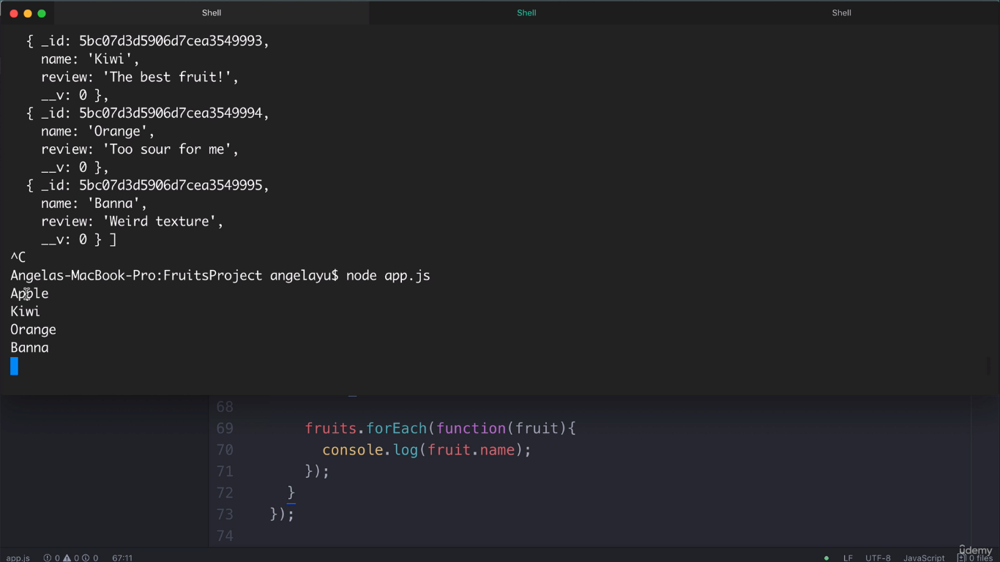 Shell Shell Shell
{ _id: 5bc07d3d5906d7cea3549993,
name: 'Kiwi',
review: 'The best fruit!',
__v: 0 },
{ _id: 5bc07d3d5906d7cea3549994,
name: 'Orange',
review: 'Too sour for me',
__v: 0 },
{ _id: 5bc07d3d5906d7cea3549995,
name: 'Banna',
review: 'Weird texture',
__v: 0 } ]
^C
Angelas-MacBook-Pro:FruitsProject angelayu$ node app.js
Apple
Kiwi
Orange
Banna
68
69 fruits.forEach(function(fruit){
70 console.log(fruit.name);
71 });
72 }
73 });
74
app.js 0 0 0 67:11 LF UTF-8 JavaScript 0 files
ûdemy